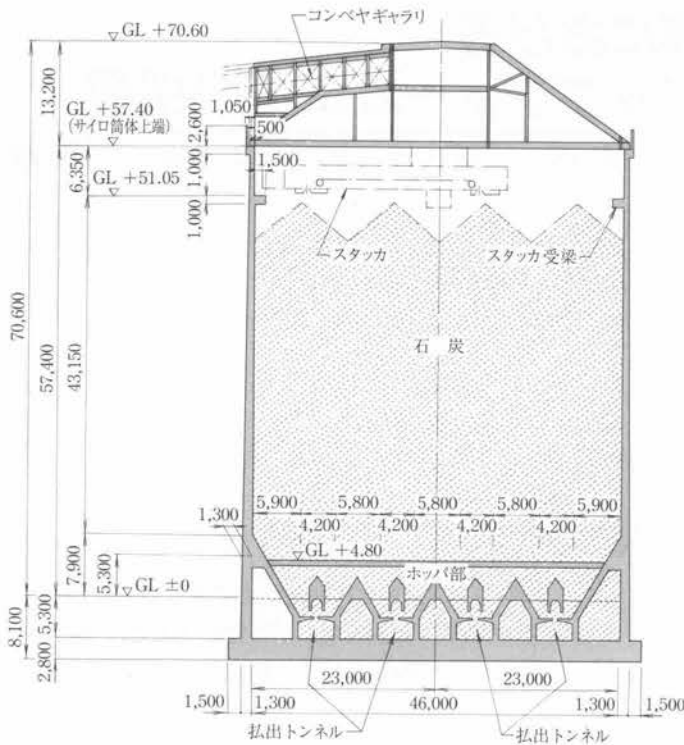 コンベヤギャラリ
GL +70.60
13,200
GL +57.40
(サイロ筒体上端)
1,050
500
2,600
6,350
1,500
1,000
GL +51.05
1,000
スタッカ
スタッカ受梁
70,600
57,400
43,150
石 炭
5,900 5,800 5,800 5,800 5,900
4,200 4,200 4,200 4,200
1,300
GL +4.80
7,900
5,300
ホッパ部
GL ±0
8,100
5,300
2,800
23,000 23,000
1,500 1,300 46,000 1,300 1,500
払出トンネル 払出トンネル